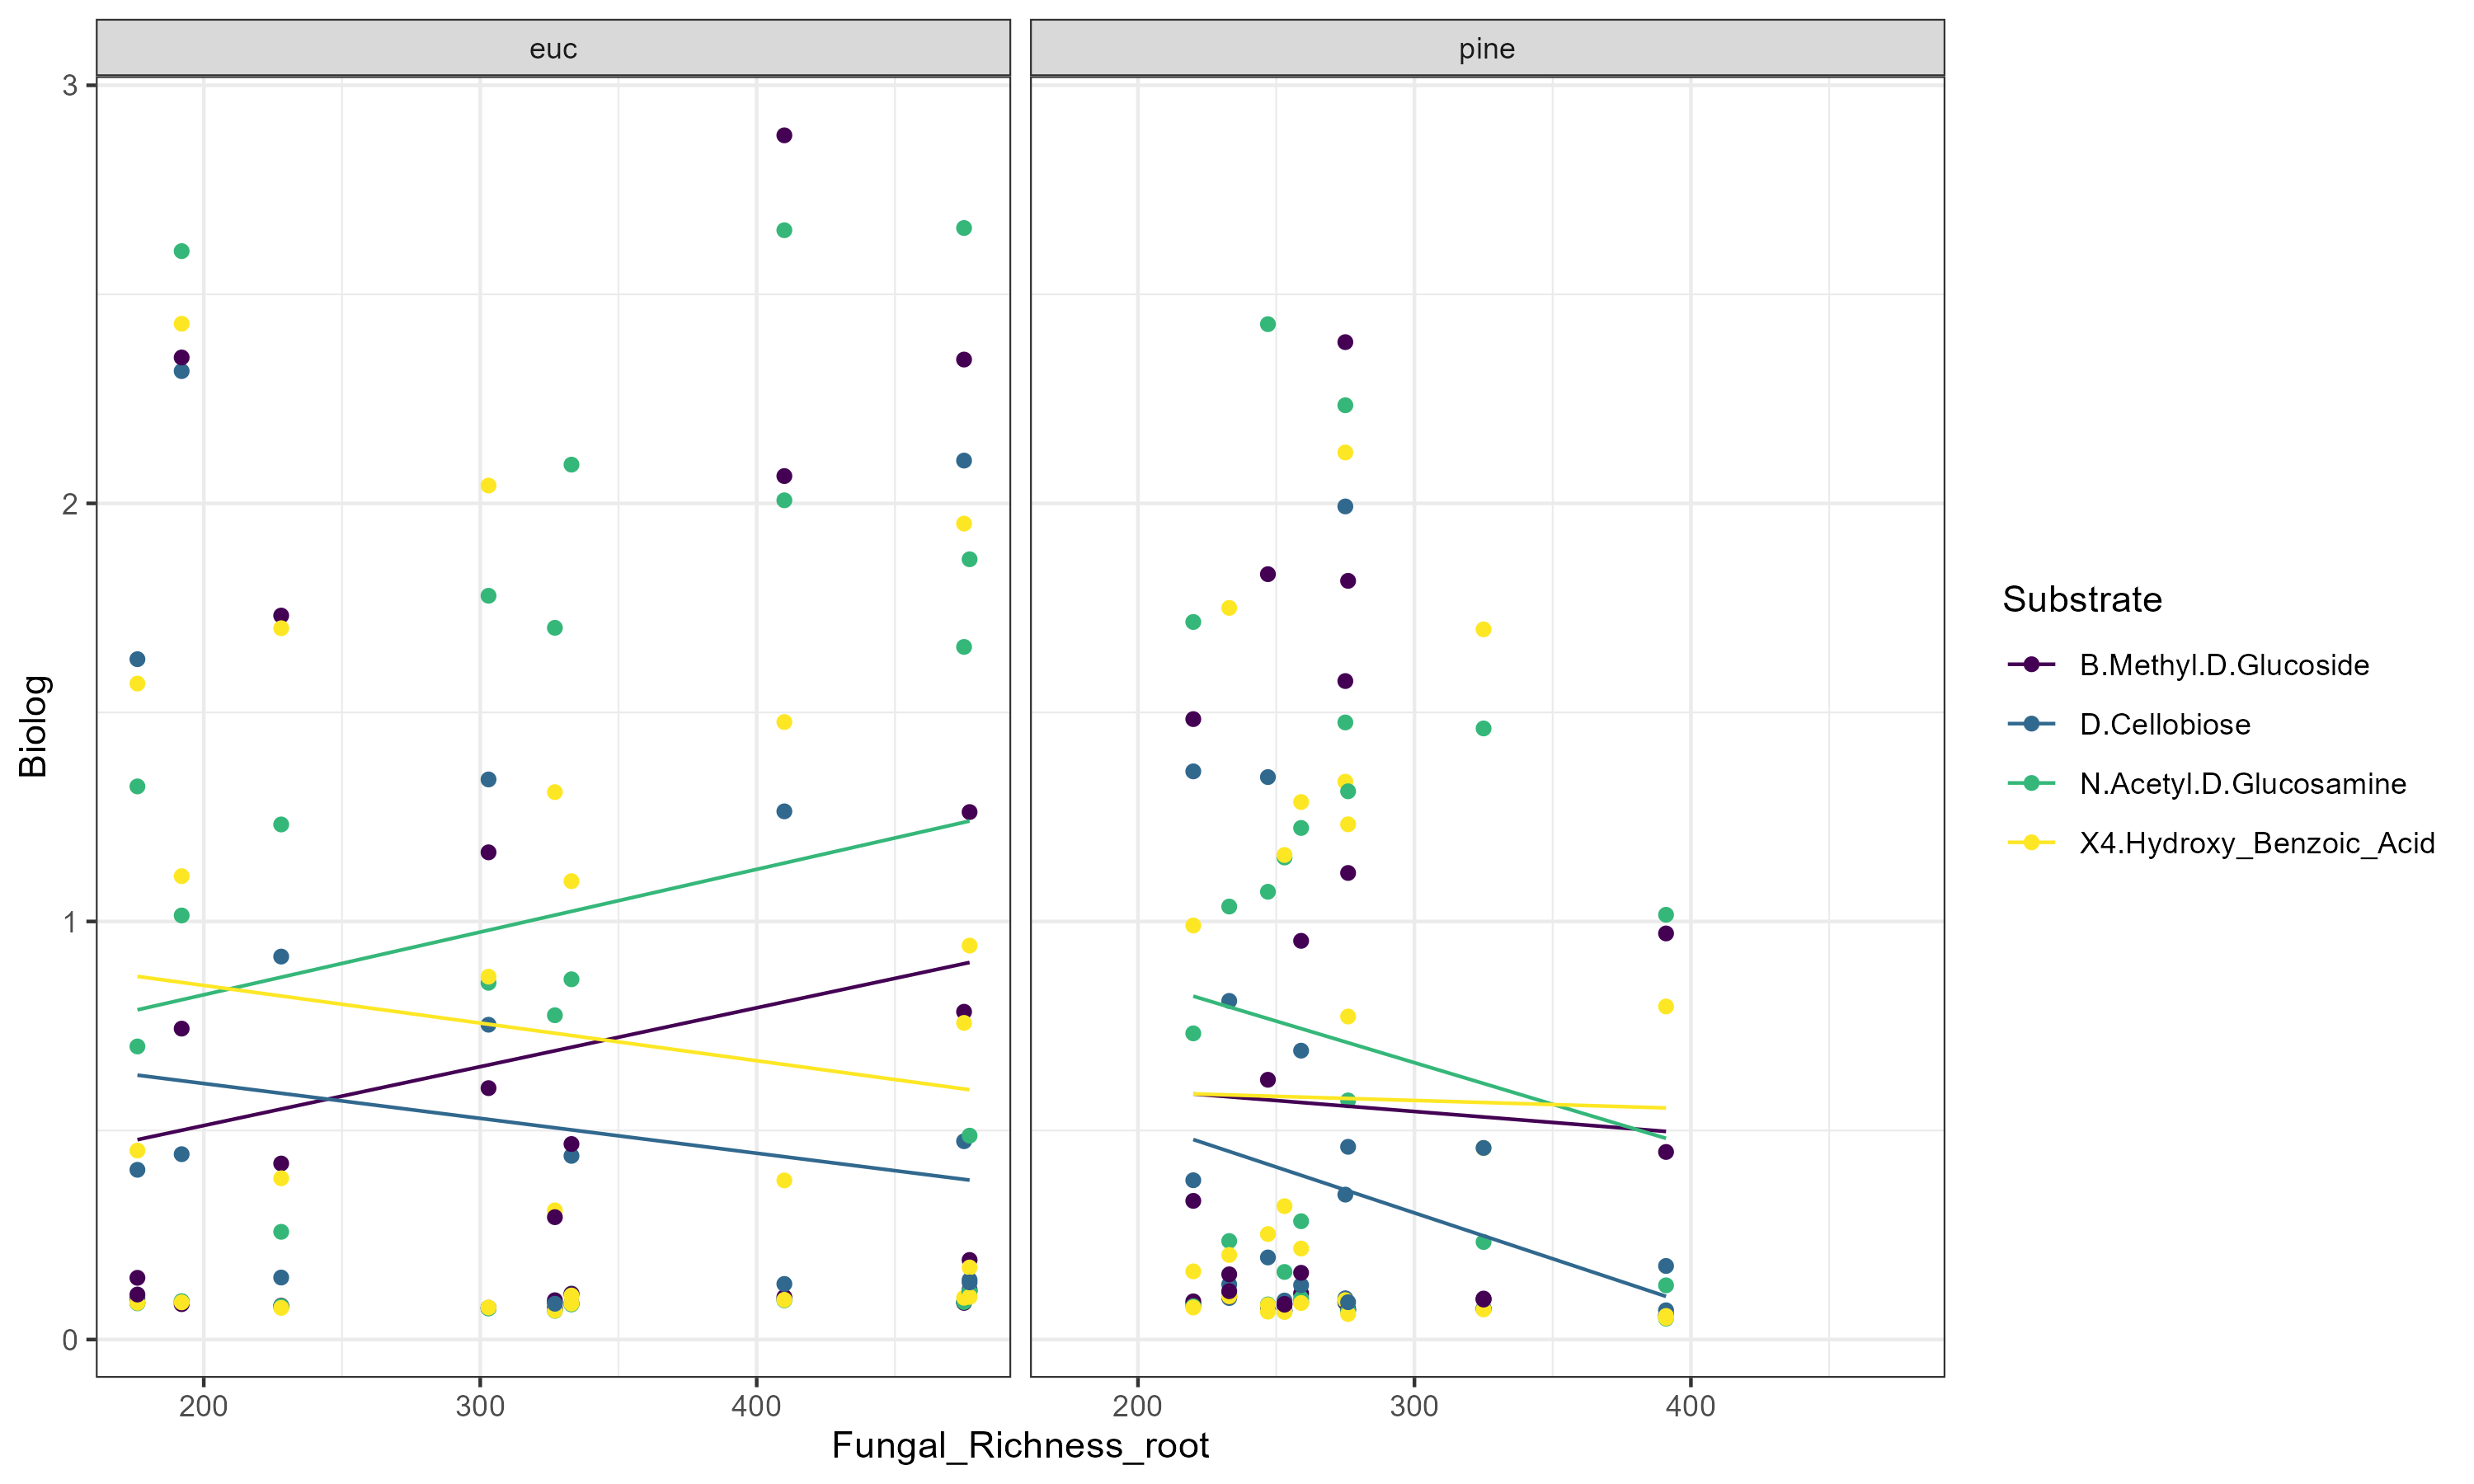 euc
pine
3
2
1
0
Biolog
200
300
400
200
300
400
Fungal_Richness_root
Substrate
B.Methyl.D.Glucoside
D.Cellobiose
N.Acetyl.D.Glucosamine
X4.Hydroxy_Benzoic_Acid